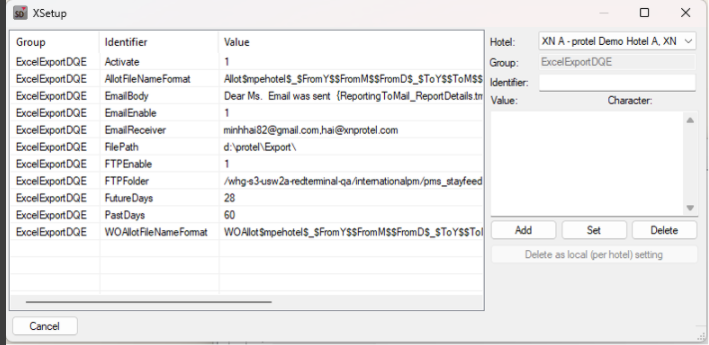 SD XSetup
Group Identifier Value
ExcelExportDQE Activate 1
ExcelExportDQE AllotFileNameFormat Allot$mpehotel$_$FromY$$FromM$$FromD$_$ToY$$ToM$$
ExcelExportDQE EmailBody Dear Ms. Email was sent {ReportingToMail_ReportDetails.tm
ExcelExportDQE EmailEnable 1
ExcelExportDQE EmailReceiver minhhai82@gmail.com,hai@xnprotel.com
ExcelExportDQE FilePath d:\protel\Export\
ExcelExportDQE FTPEnable 1
ExcelExportDQE FTPFolder /whg-s3-usw2a-redterminal-qa/internationalpm/pms_stayfeed
ExcelExportDQE FutureDays 28
ExcelExportDQE PastDays 60
ExcelExportDQE WOAllotFileNameFormat WOAllot$mpehotel$_$FromY$$FromM$$FromD$_$ToY$$Tol
Hotel: XN A - protel Demo Hotel A, XN
Group: ExcelExportDQE
Identifier:
Value: Character:
Add Set Delete
Delete as local (per hotel) setting
Cancel